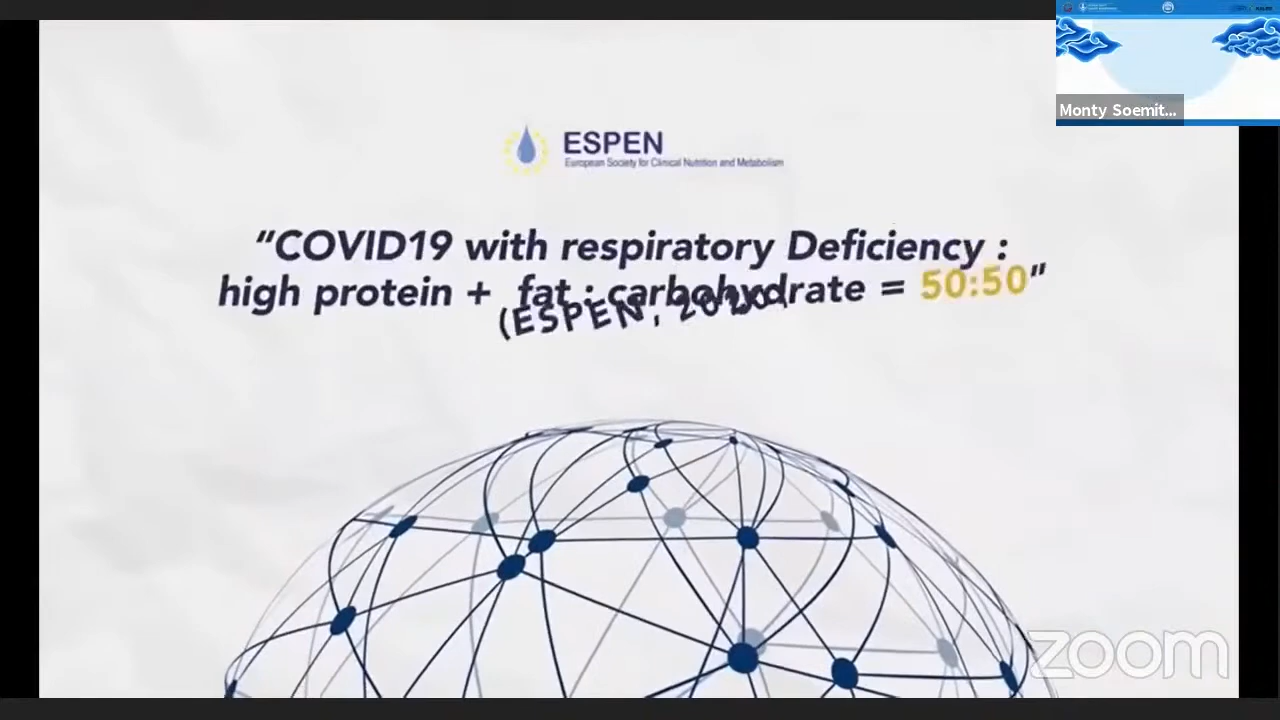 Monty Soemit...
ESPEN
European Society for Clinical Nutrition and Metabolism
“COVID19 with respiratory Deficiency :
high protein + fat : carbohydrate = 50:50”
(ESPEN, 2020)
zoom